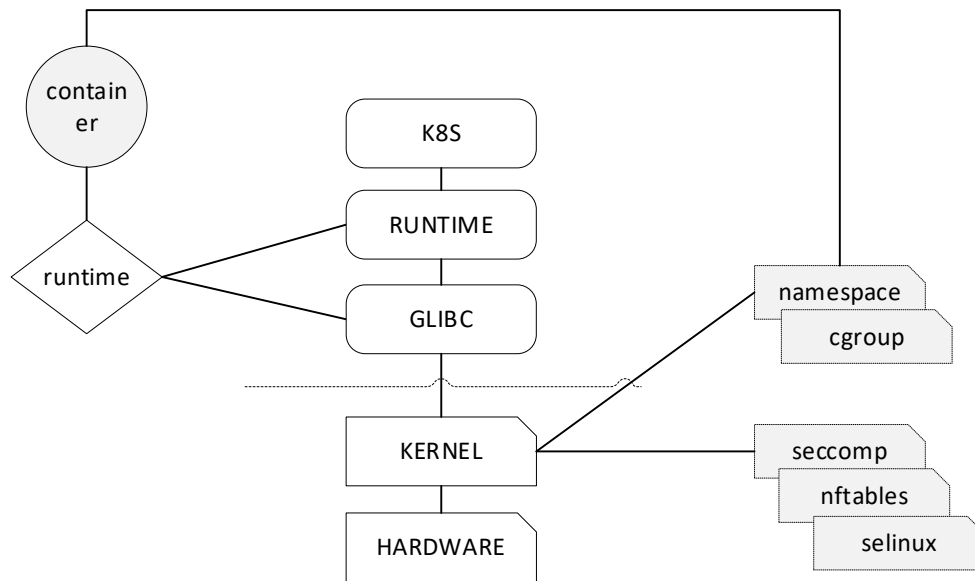 contain
er
K8S
RUNTIME
runtime
GLIBC
namespace
cgroup
KERNEL
seccomp
nftables
selinux
HARDWARE